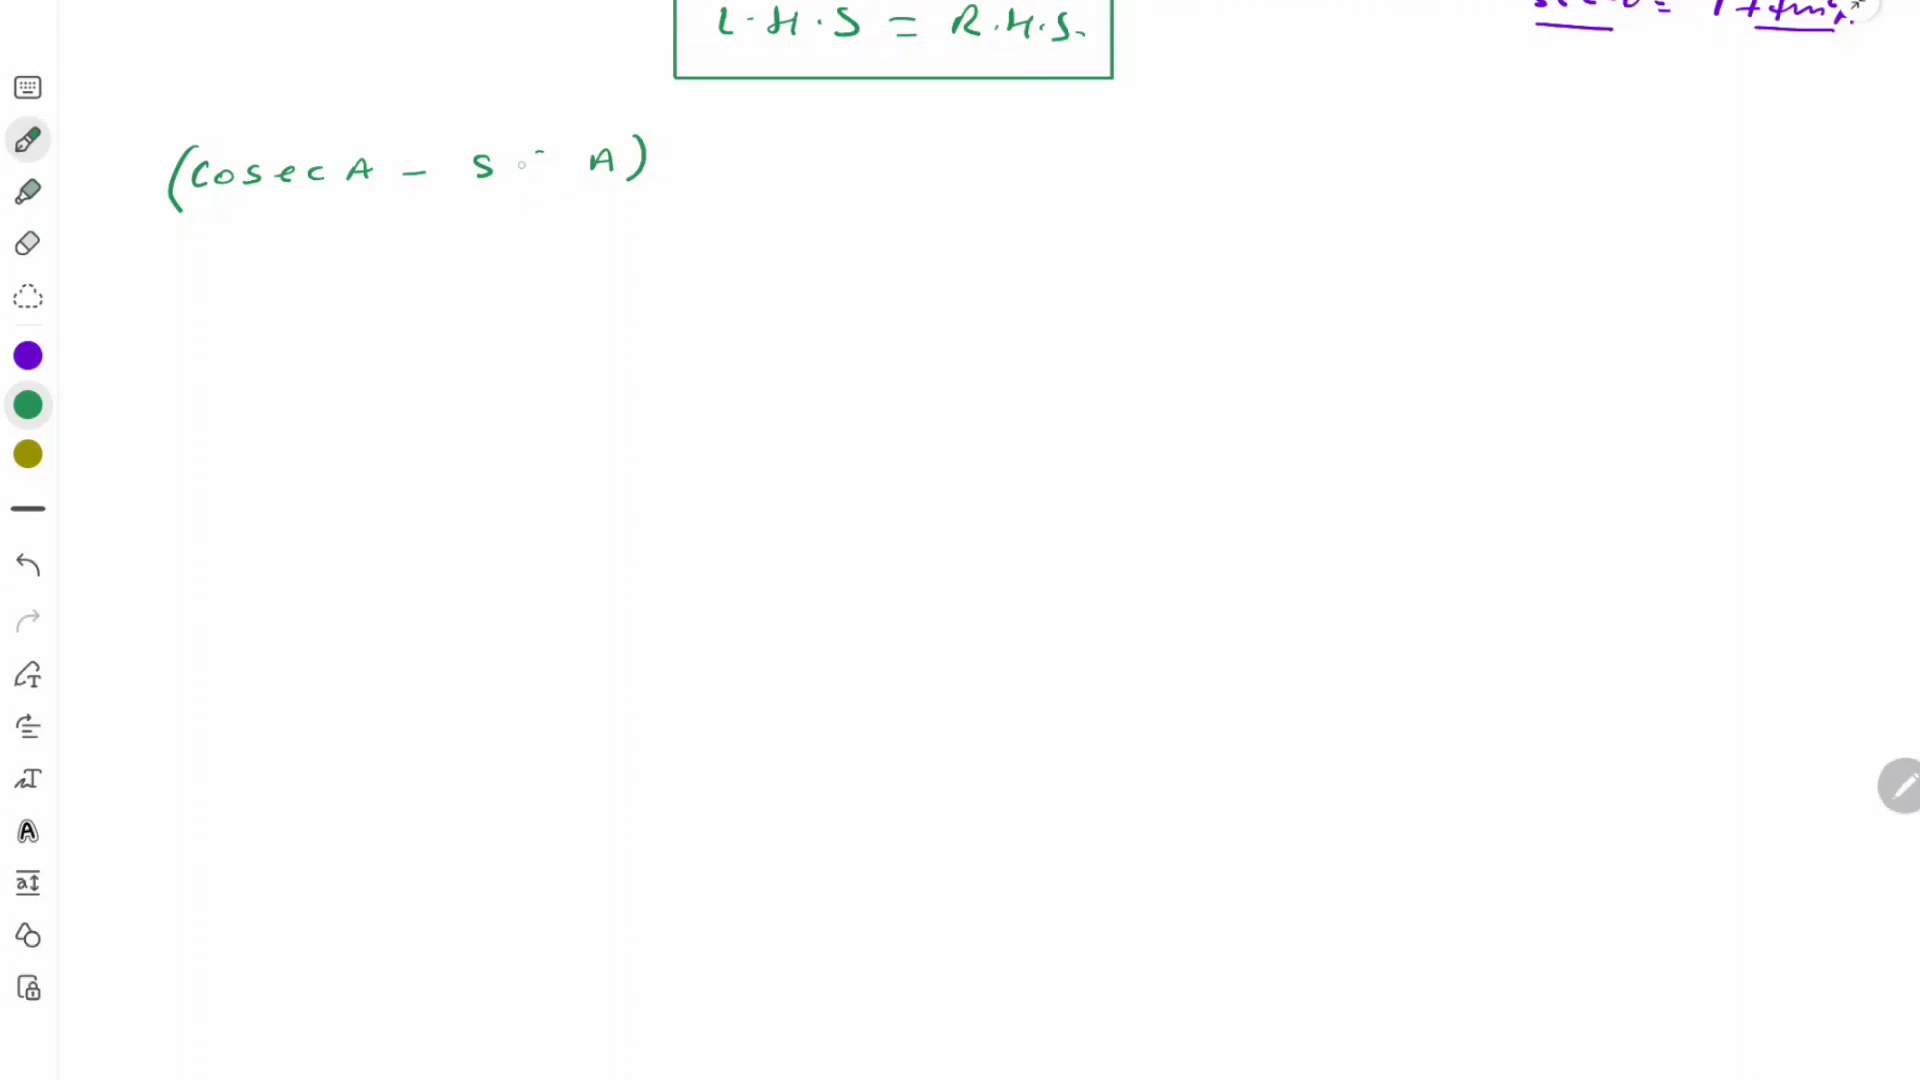 L.H.S = R.H.S.
(Cosec A - S A)